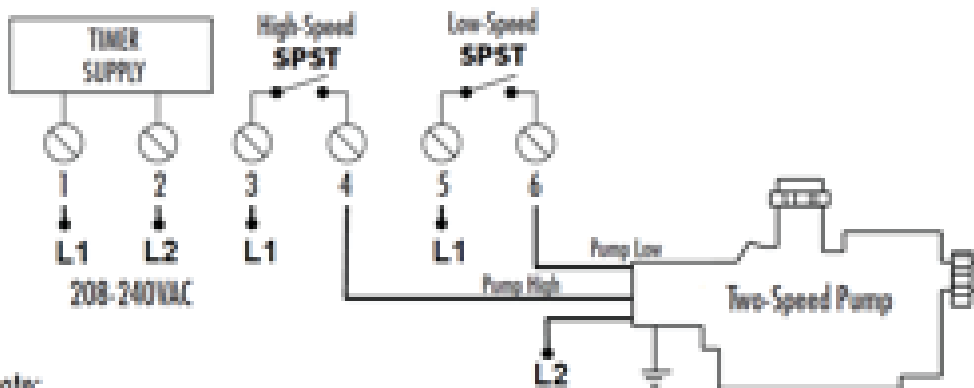 TIMER
SUPPLY
High-Speed
SPST
Low-Speed
SPST
1
2
3
4
5
6
L1
L2
L1
L1
208-240VAC
Pump Low
Pump High
Two-Speed Pump
L2